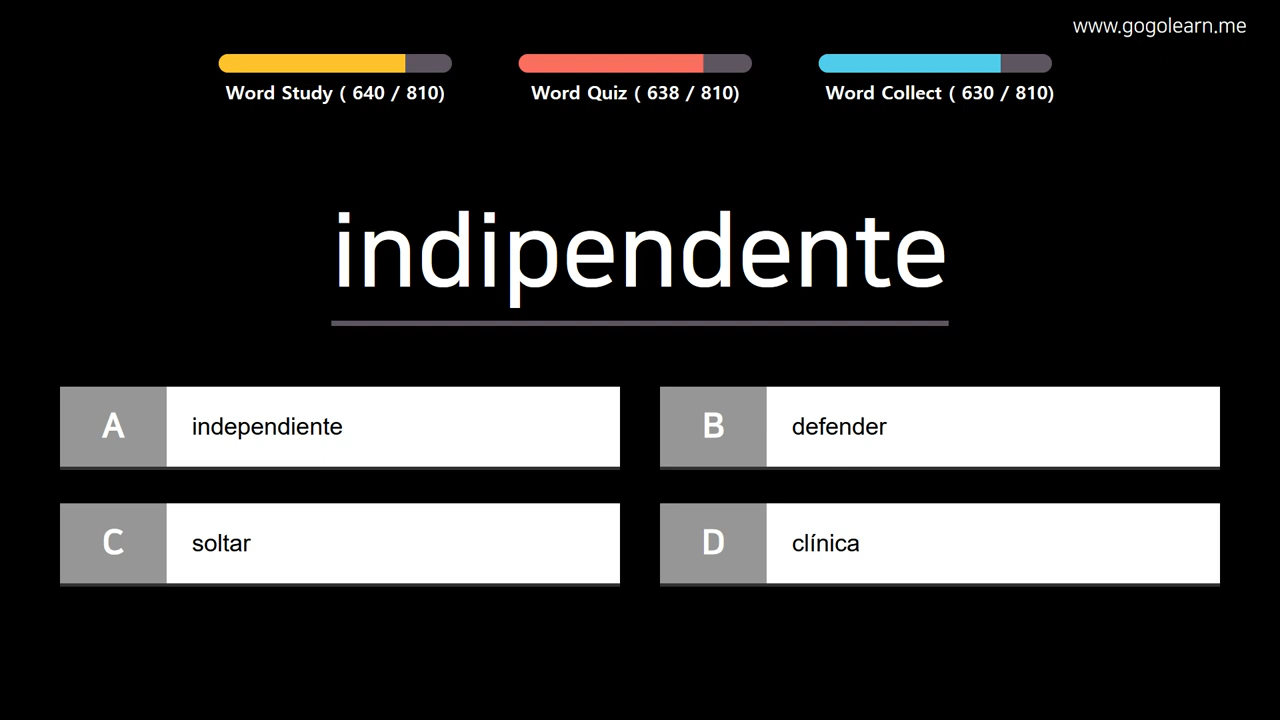 www.gogolearn.me
Word Study ( 640 / 810)
Word Quiz ( 638 / 810)
Word Collect ( 630 / 810)
indipendente
A independiente
B defender
C soltar
D clínica